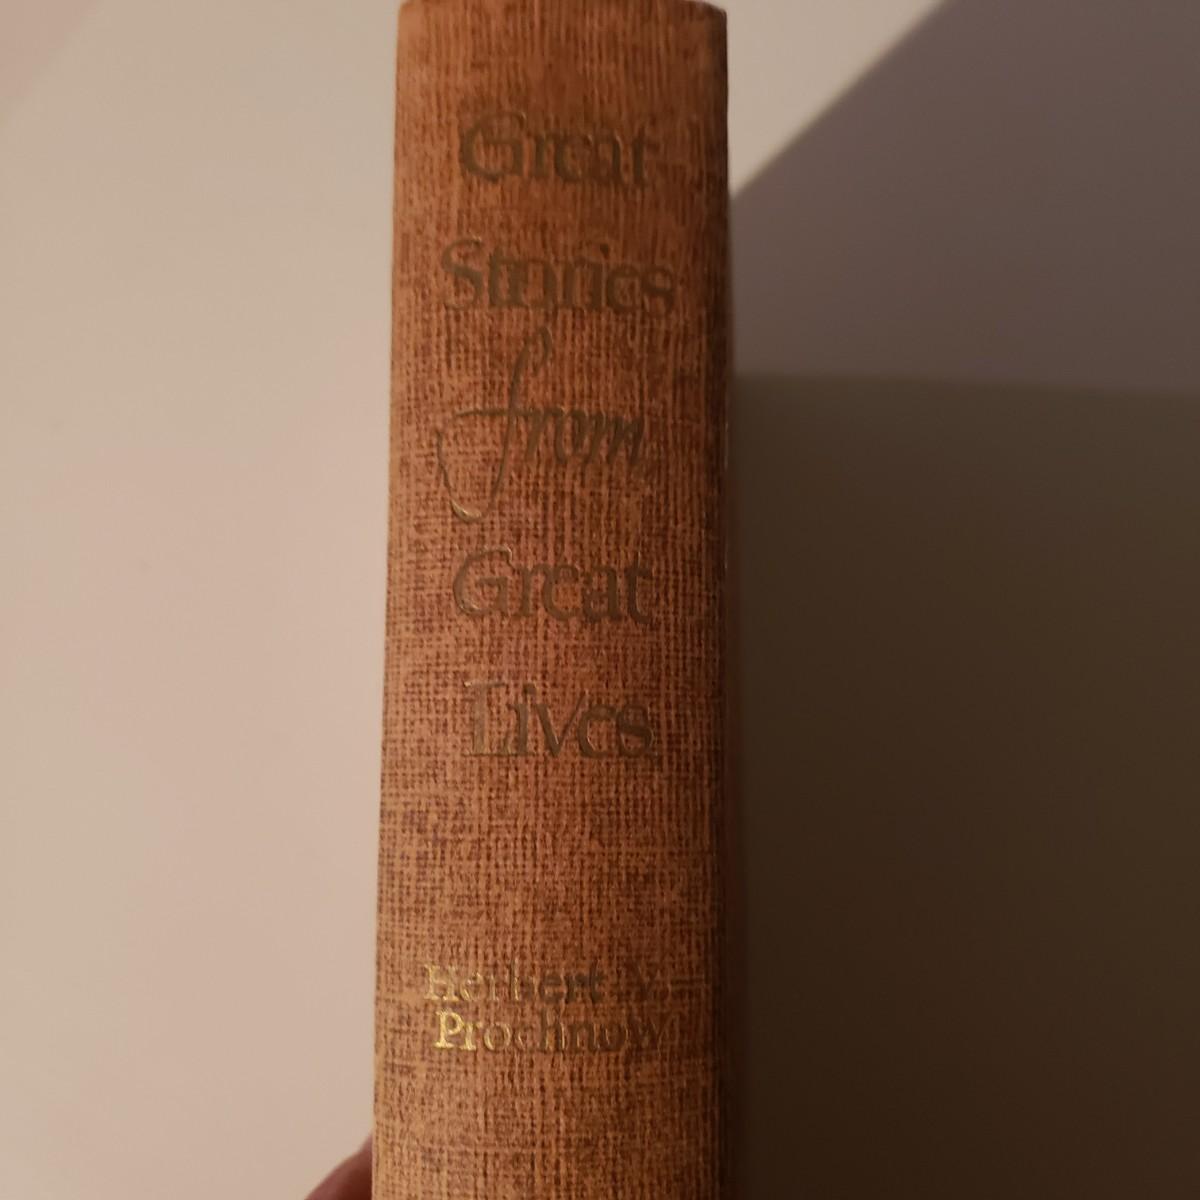 Great
Stories
from
Great
Lives
Herbert V.
Prochnow